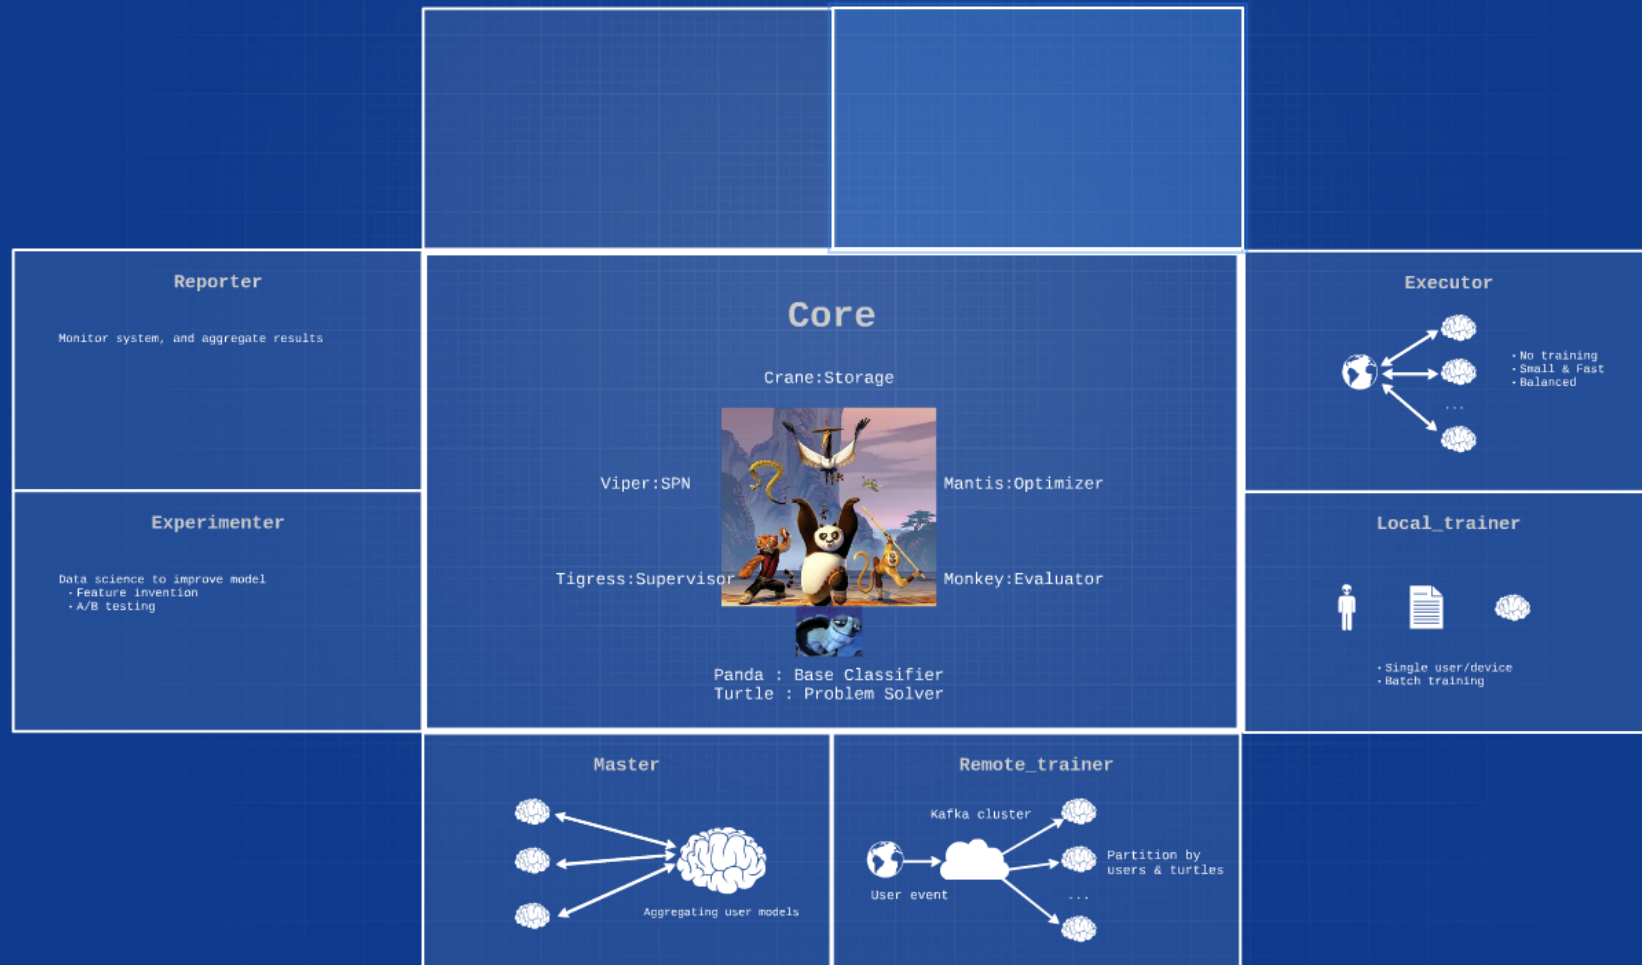 Reporter
Monitor system, and aggregate results
Experimenter
Data science to improve model
• Feature invention
• A/B testing
Core
Crane:Storage
Viper:SPN
Mantis:Optimizer
Tigress:Supervisor
Monkey:Evaluator
Panda : Base Classifier
Turtle : Problem Solver
Executor
• No training
• Small & Fast
• Balanced
...
Local_trainer
• Single user/device
• Batch training
Master
Aggregating user models
Remote_trainer
Kafka cluster
Partition by
users & turtles
User event
...